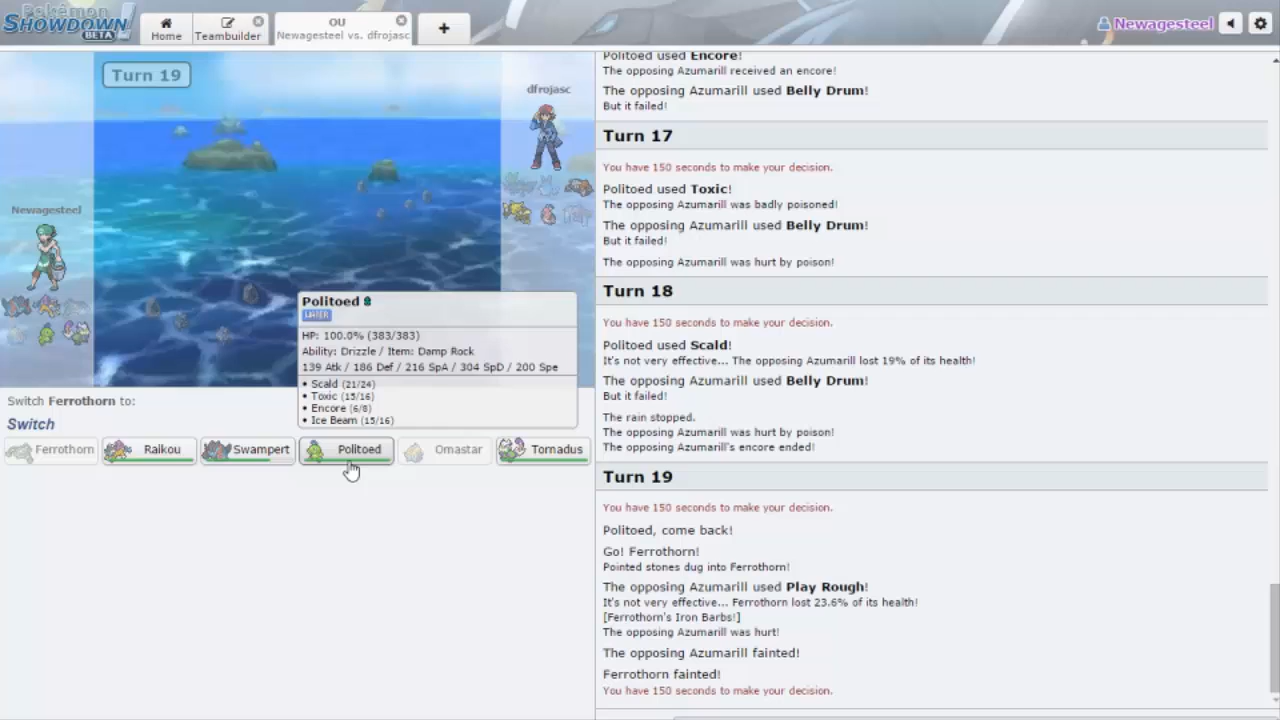 Pokémon
SHOWDOWN!
BETA
Home
Teambuilder
OU
Newagesteel vs. dfrojasc
+
Newagesteel
Turn 19
dfrojasc
Newagesteel
Politoed
WATER
HP: 100.0% (383/383)
Ability: Drizzle / Item: Damp Rock
139 Atk / 186 Def / 216 SpA / 304 SpD / 200 Spe
• Scald (21/24)
• Toxic (15/16)
• Encore (6/8)
• Ice Beam (15/16)
Switch Ferrothorn to:
Switch
Ferrothorn
Raikou
Swampert
Politoed
Omastar
Tornadus
Politoed used Encore!
The opposing Azumarill received an encore!
The opposing Azumarill used Belly Drum!
But it failed!
Turn 17
You have 150 seconds to make your decision.
Politoed used Toxic!
The opposing Azumarill was badly poisoned!
The opposing Azumarill used Belly Drum!
But it failed!
The opposing Azumarill was hurt by poison!
Turn 18
You have 150 seconds to make your decision.
Politoed used Scald!
It's not very effective... The opposing Azumarill lost 19% of its health!
The opposing Azumarill used Belly Drum!
But it failed!
The rain stopped.
The opposing Azumarill was hurt by poison!
The opposing Azumarill's encore ended!
Turn 19
You have 150 seconds to make your decision.
Politoed, come back!
Go! Ferrothorn!
Pointed stones dug into Ferrothorn!
The opposing Azumarill used Play Rough!
It's not very effective... Ferrothorn lost 23.6% of its health!
[Ferrothorn's Iron Barbs!]
The opposing Azumarill was hurt!
The opposing Azumarill fainted!
Ferrothorn fainted!
You have 150 seconds to make your decision.